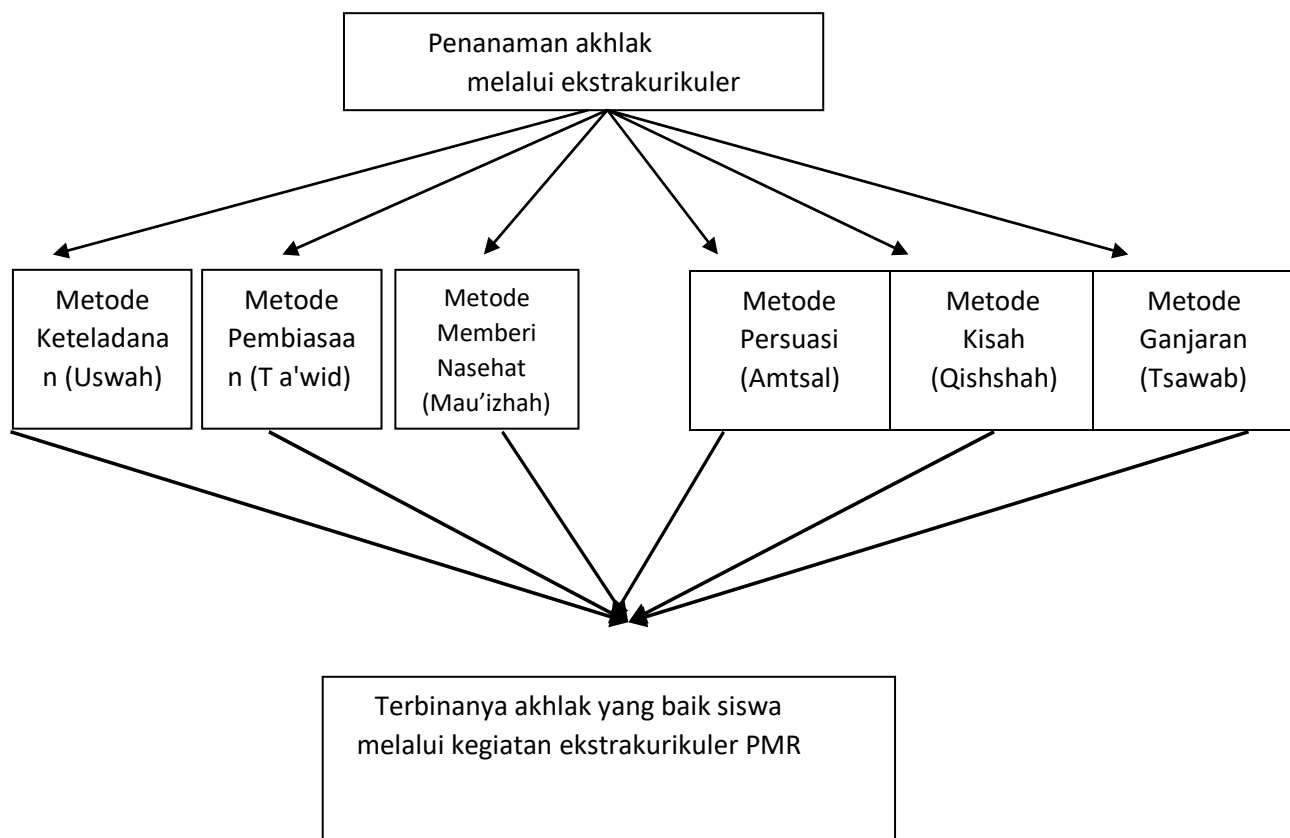 Penanaman akhlak
melalui ekstrakurikuler
Metode
Keteladana
n (Uswah)
Metode
Pembiasaa
n (T a'wid)
Metode
Memberi
Nasehat
(Mau’izhah)
Metode
Persuasi
(Amtsal)
Metode
Kisah
(Qishshah)
Metode
Ganjaran
(Tsawab)
Terbinanya akhlak yang baik siswa
melalui kegiatan ekstrakurikuler PMR